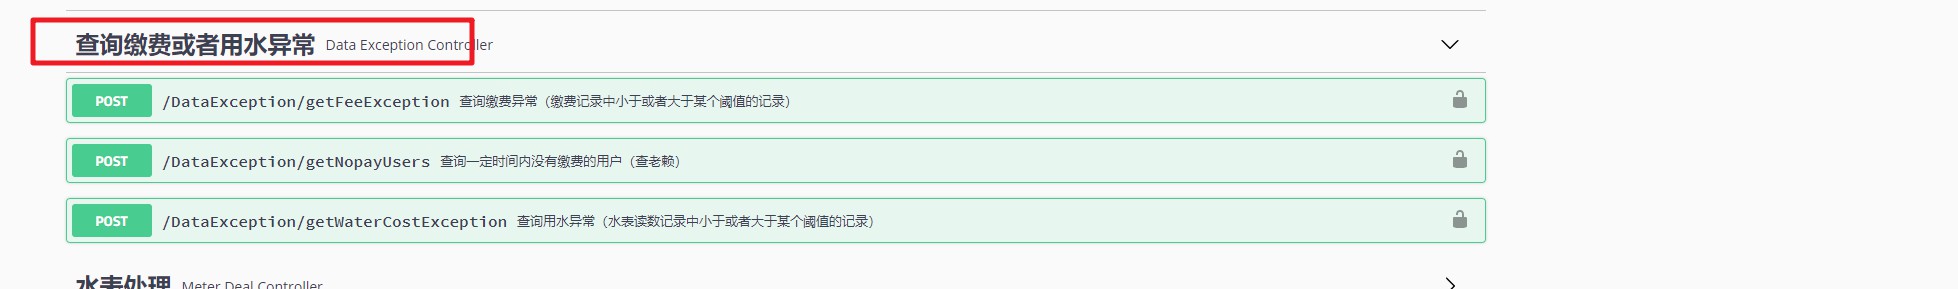 查询缴费或者用水异常 Data Exception Controller
POST /DataException/getFeeException 查询缴费异常（缴费记录中小于或者大于某个阈值的记录）
POST /DataException/getNopayUsers 查询一定时间内没有缴费的用户（查老赖）
POST /DataException/getWaterCostException 查询用水异常（水表读数记录中小于或者大于某个阈值的记录）
水表处理 Meter Deal Controller